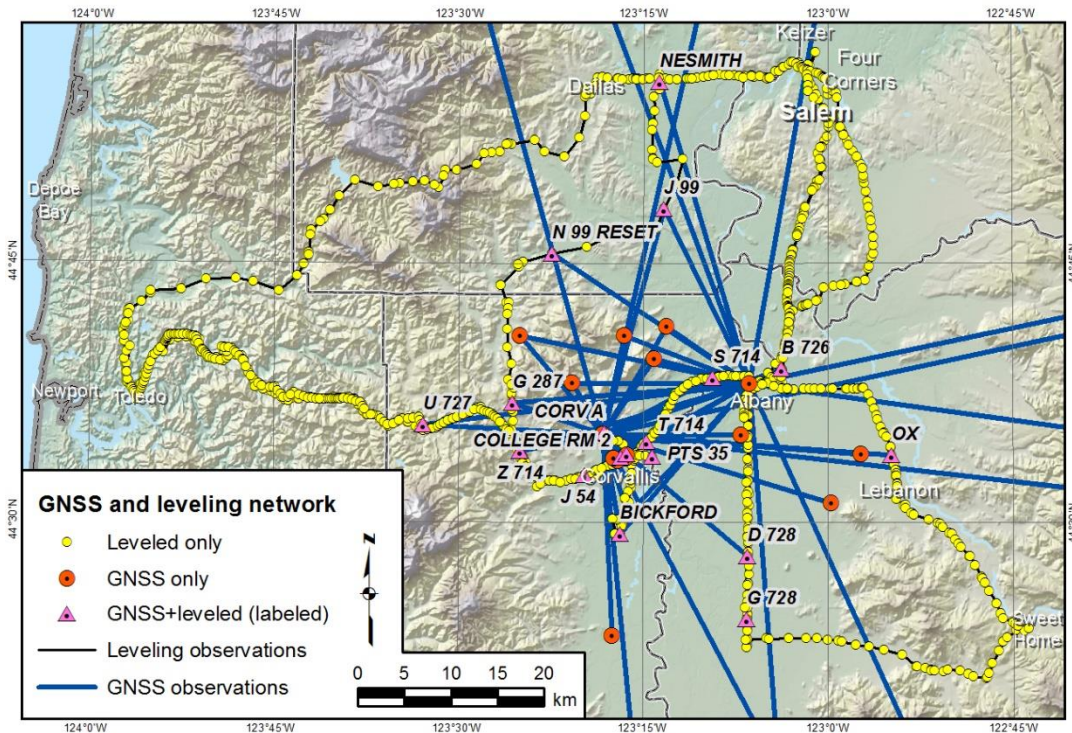 124°0'W 123°45'W 123°30'W 123°15'W 123°0'W 122°45'W
Keizer
NESMITH
Four
Corners
Dallas
Salem
Depoe
Bay
J 99
N 99 RESET
44°45'N 44°45'N
S 714
B 726
G 287
Albany
Newport
Toledo
U 727
CORV A
T 714
COLLEGE RM 2
PTS 35
OX
Z 714
Corvallis
Lebanon
J 54
44°30'N
BICKFORD
D 728
G 728
Sweet
Home
GNSS and leveling network
Leveled only
GNSS only
GNSS+leveled (labeled)
Leveling observations
GNSS observations
N
0 5 10 15 20
km
124°0'W 123°45'W 123°30'W 123°15'W 123°0'W 122°45'W